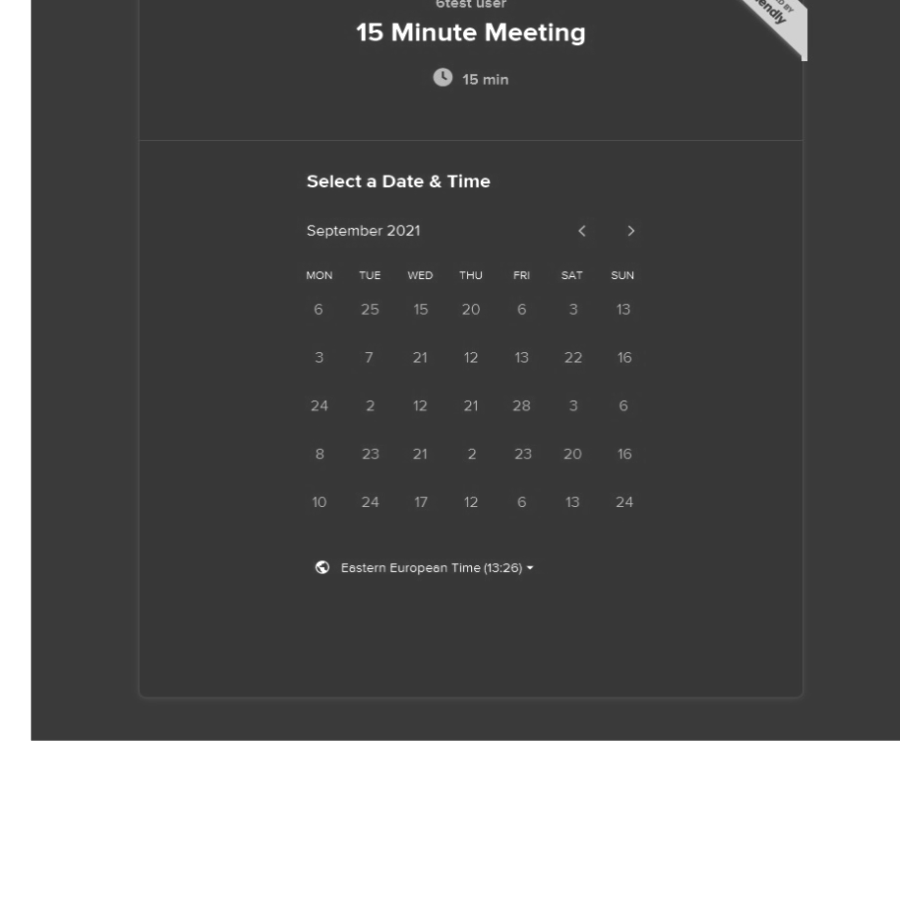 6test user
15 Minute Meeting
15 min
Select a Date & Time
September 2021
MON TUE WED THU FRI SAT SUN
6 25 15 20 6 3 13
3 7 21 12 13 22 16
24 2 12 21 28 3 6
8 23 21 2 23 20 16
10 24 17 12 6 13 24
Eastern European Time (13:26)